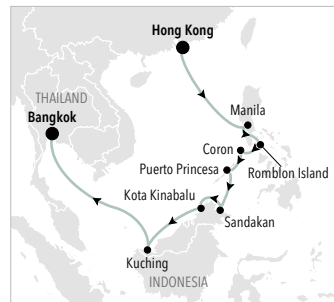 Hong Kong
THAILAND
Bangkok
Manila
Coron
Romblon Island
Puerto Princesa
Kota Kinabalu
Sandakan
Kuching
INDONESIA